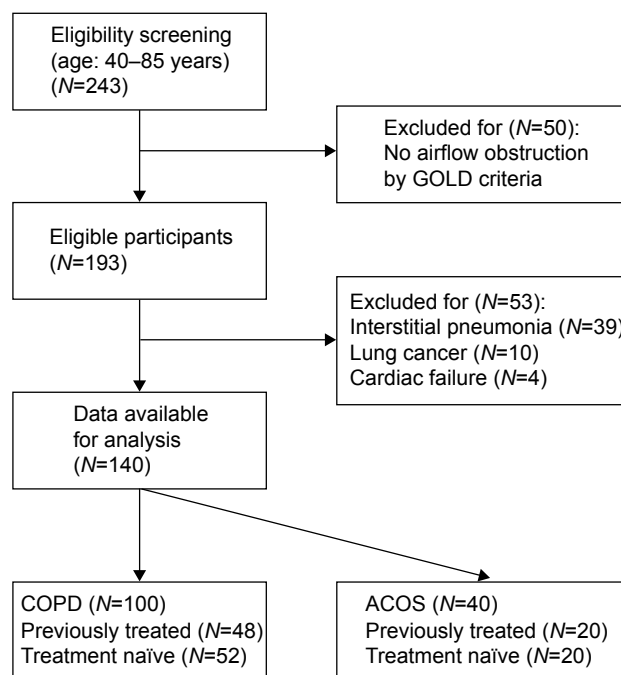 Eligibility screening
(age: 40–85 years)
(N=243)
Excluded for (N=50):
No airflow obstruction
by GOLD criteria
Eligible participants
(N=193)
Excluded for (N=53):
Interstitial pneumonia (N=39)
Lung cancer (N=10)
Cardiac failure (N=4)
Data available
for analysis
(N=140)
COPD (N=100)
Previously treated (N=48)
Treatment naïve (N=52)
ACOS (N=40)
Previously treated (N=20)
Treatment naïve (N=20)